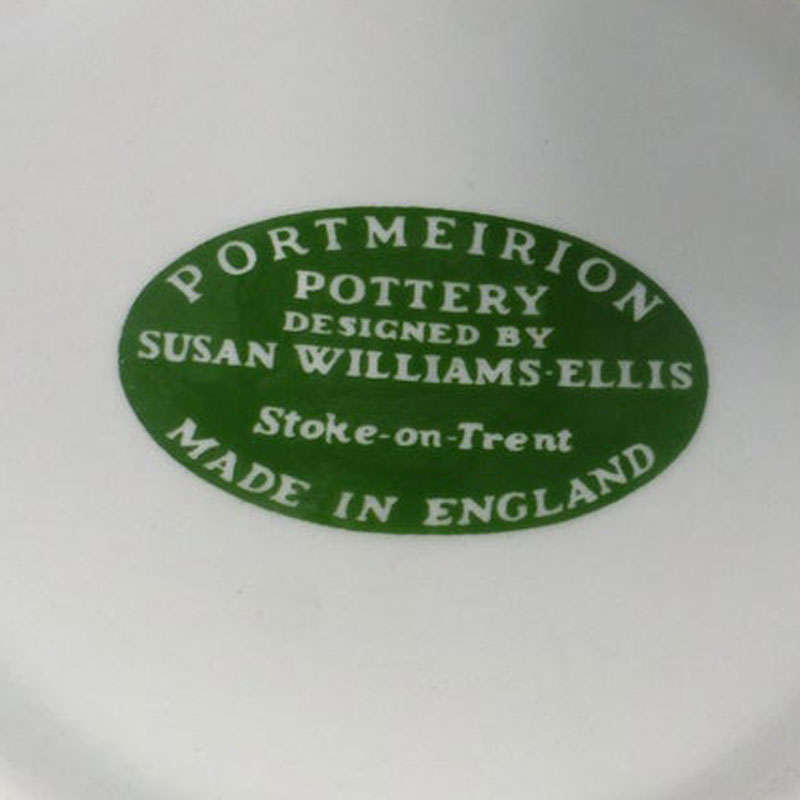 PORTMEIRION
POTTERY
DESIGNED BY
SUSAN WILLIAMS-ELLIS
Stoke-on-Trent
MADE IN ENGLAND